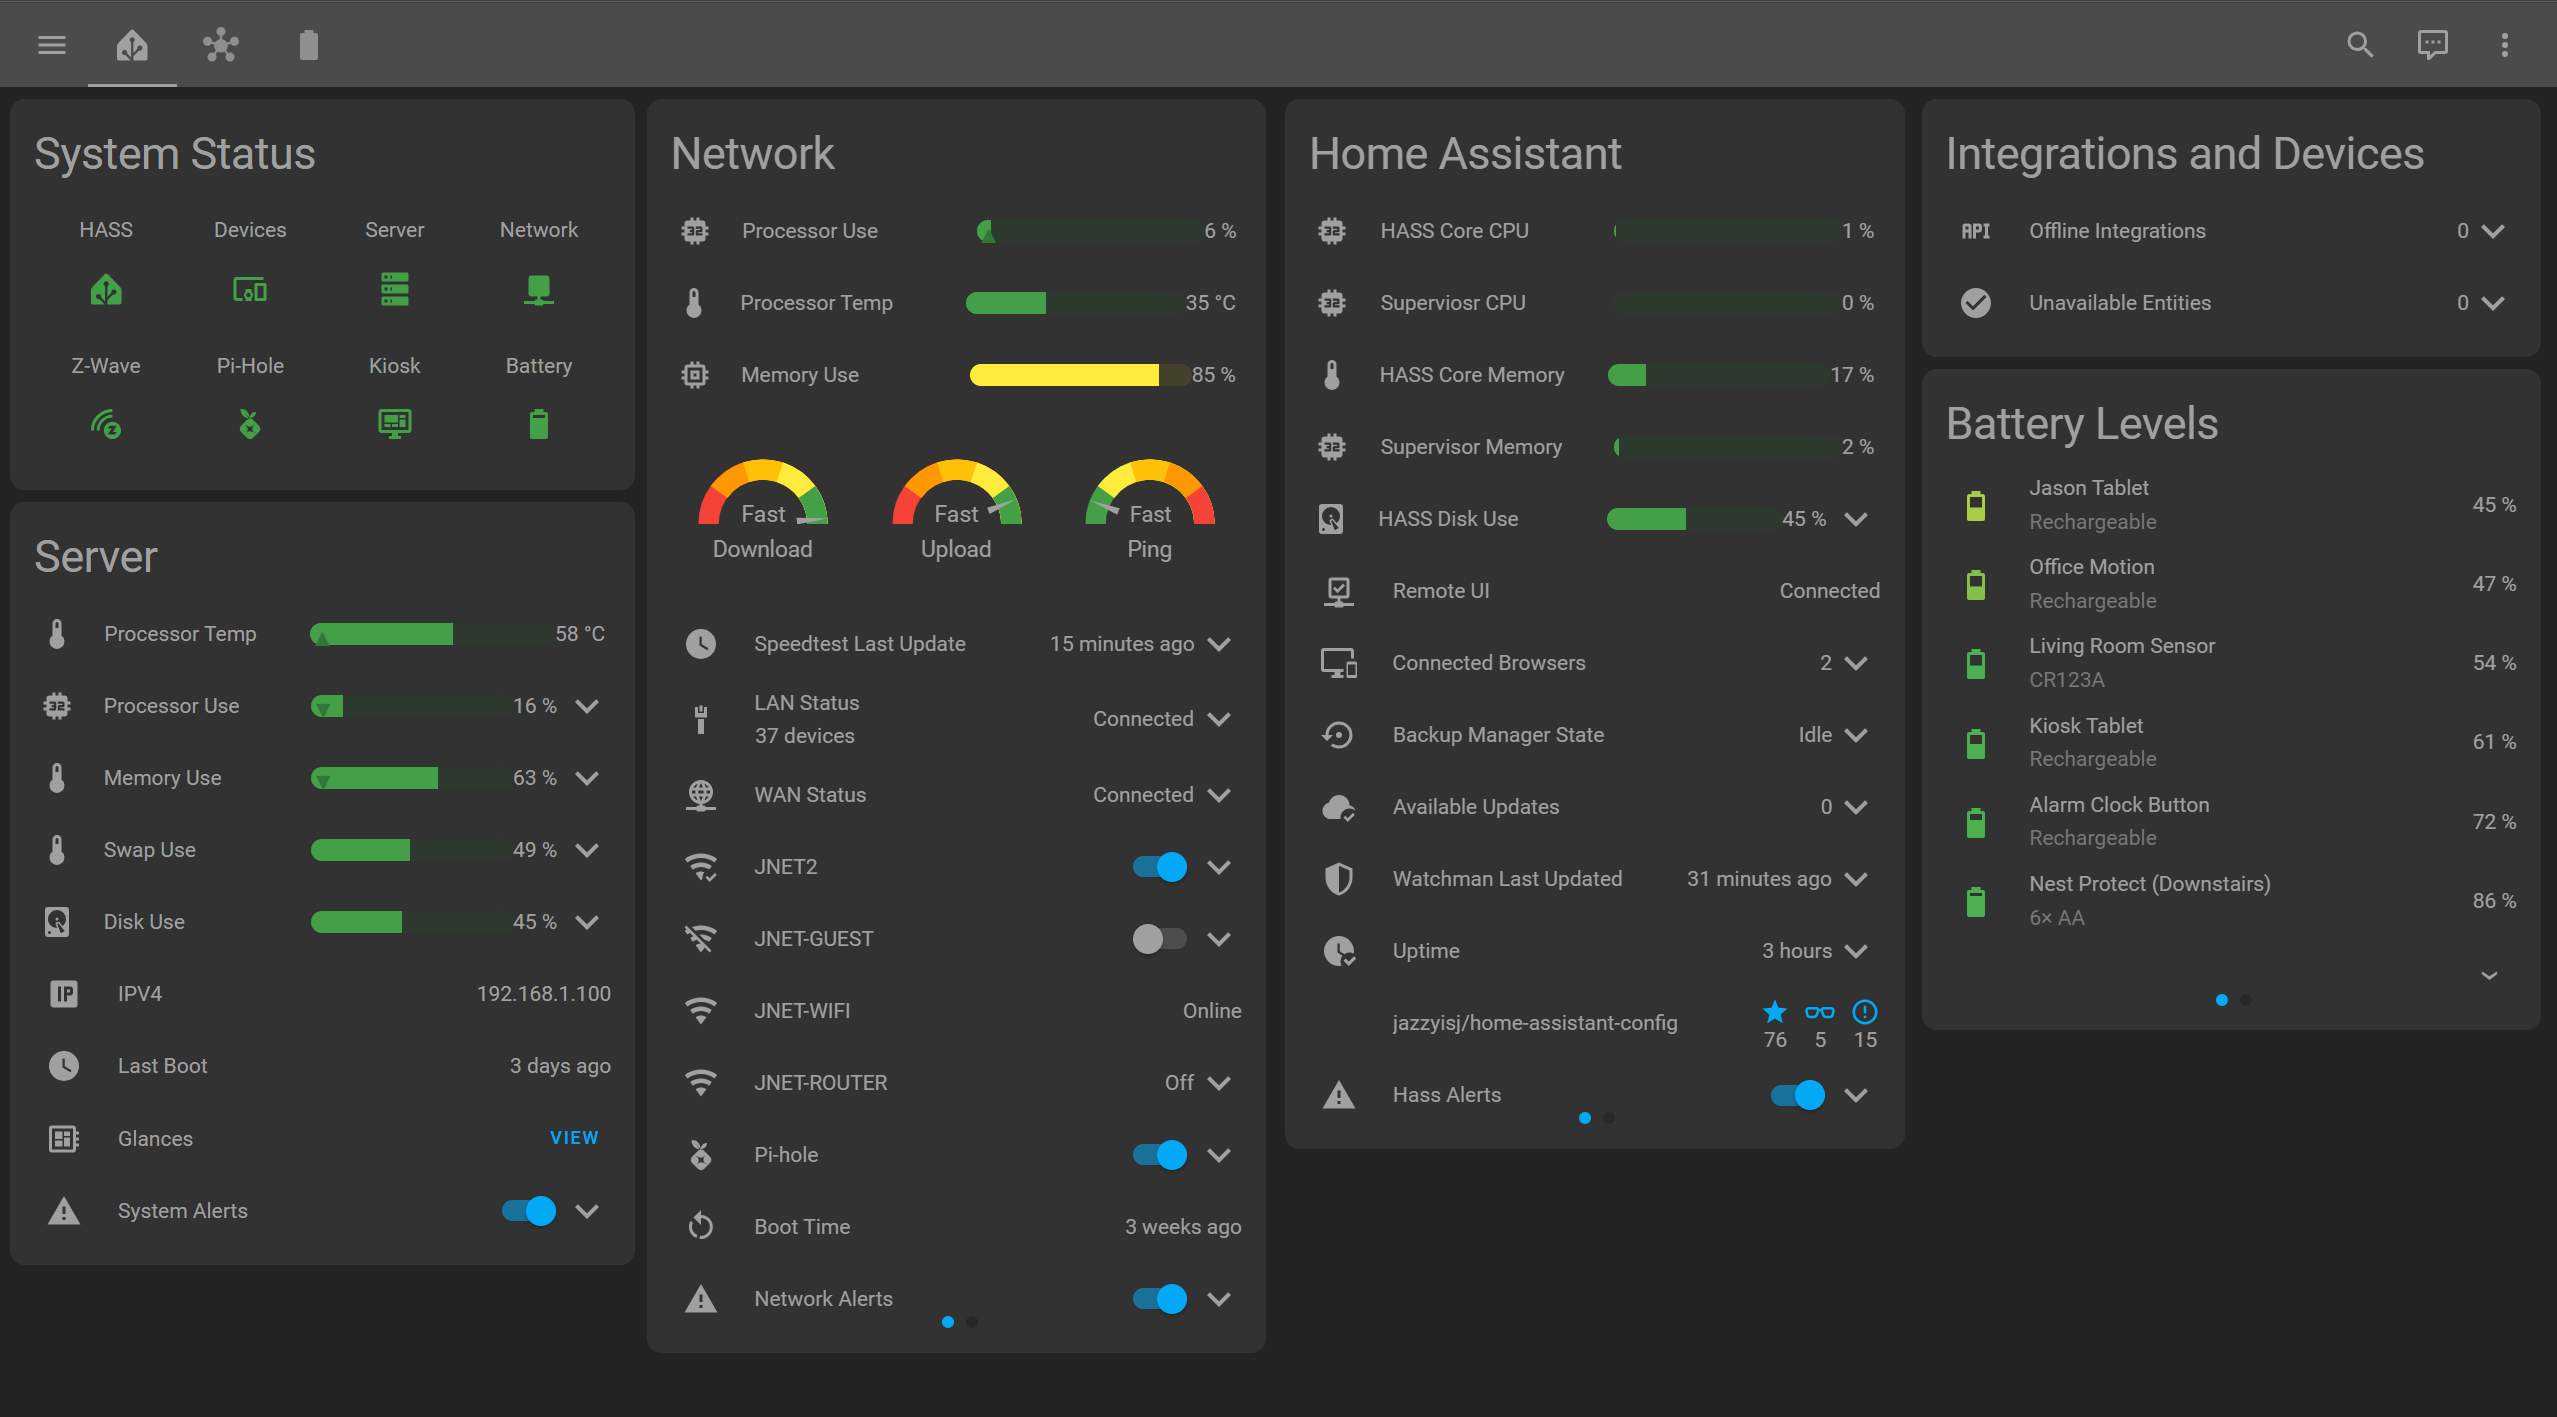 System Status
HASS Devices Server Network
Z-Wave Pi-Hole Kiosk Battery
Server
Processor Temp 58 °C
32 Processor Use 16 %
Memory Use 63 %
Swap Use 49 %
Disk Use 45 %
IP IPV4 192.168.1.100
Last Boot 3 days ago
Glances VIEW
System Alerts
Network
32 Processor Use 6 %
Processor Temp 35 °C
Memory Use 85 %
Fast Fast Fast
Download Upload Ping
Speedtest Last Update 15 minutes ago
LAN Status
37 devices Connected
WAN Status Connected
JNET2
JNET-GUEST
JNET-WIFI Online
JNET-ROUTER Off
Pi-hole
Boot Time 3 weeks ago
Network Alerts
Home Assistant
32 HASS Core CPU 1 %
32 Superviosr CPU 0 %
HASS Core Memory 17 %
32 Supervisor Memory 2 %
HASS Disk Use 45 %
Remote UI Connected
Connected Browsers 2
Backup Manager State Idle
Available Updates 0
Watchman Last Updated 31 minutes ago
Uptime 3 hours
jazzyisj/home-assistant-config
76 5 15
Hass Alerts
Integrations and Devices
API Offline Integrations 0
Unavailable Entities 0
Battery Levels
Jason Tablet
Rechargeable 45 %
Office Motion
Rechargeable 47 %
Living Room Sensor
CR123A 54 %
Kiosk Tablet
Rechargeable 61 %
Alarm Clock Button
Rechargeable 72 %
Nest Protect (Downstairs)
6× AA 86 %